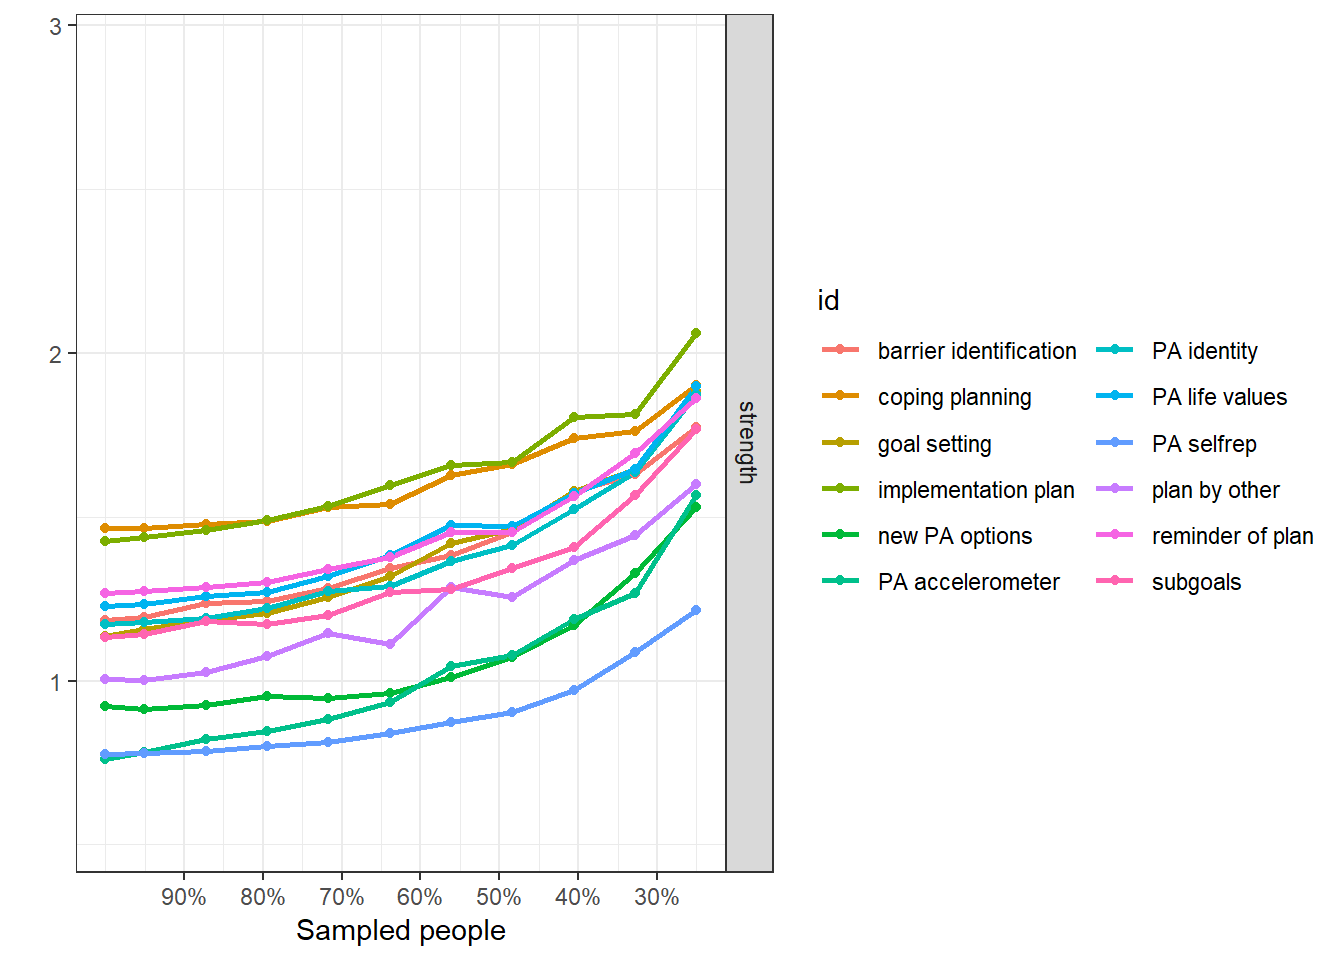 3
2
1
90%
80%
70%
60%
50%
40%
30%
Sampled people
strength
id
barrier identification
coping planning
goal setting
implementation plan
new PA options
PA accelerometer
PA identity
PA life values
PA selfrep
plan by other
reminder of plan
subgoals